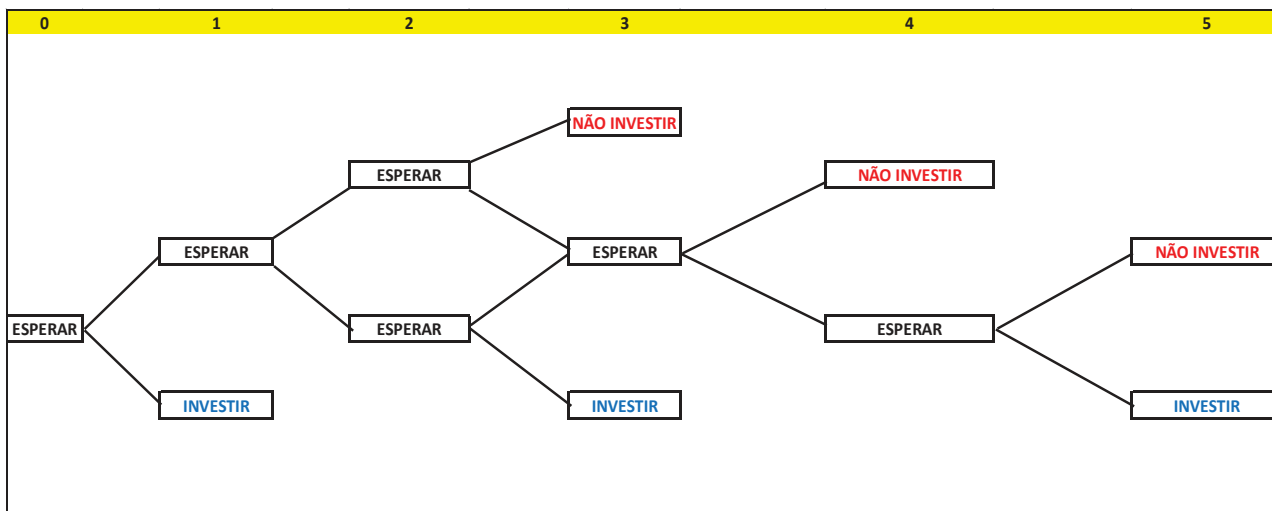 0 1 2 3 4 5
NÃO INVESTIR
ESPERAR NÃO INVESTIR
ESPERAR ESPERAR NÃO INVESTIR
ESPERAR ESPERAR ESPERAR
INVESTIR INVESTIR INVESTIR